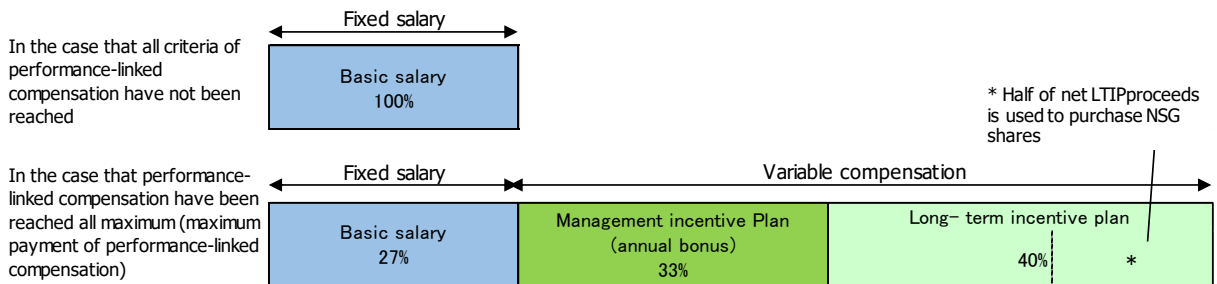 Fixed salary
In the case that all criteria of
performance-linked
compensation have not been
reached
Basic salary
100%
* Half of net LTIPproceeds
is used to purchase NSG
shares
In the case that performance-
linked compensation have been
reached all maximum (maximum
payment of performance-linked
compensation)
Fixed salary
Variable compensation
Basic salary
27%
Management incentive Plan
(annual bonus)
33%
Long- term incentive plan
40%
*